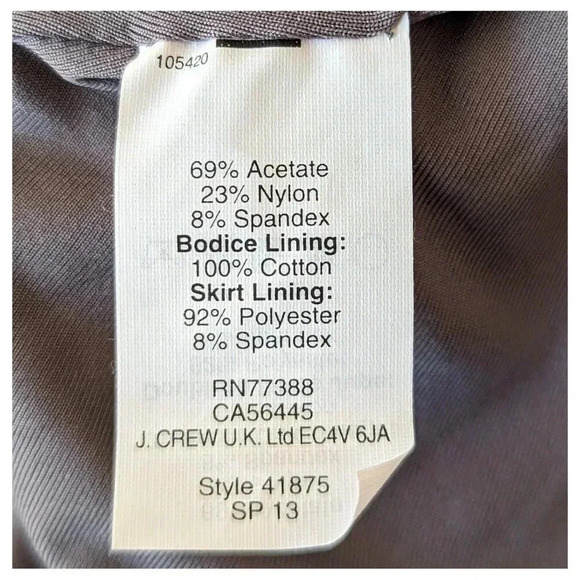 105420
69% Acetate
23% Nylon
8% Spandex
Bodice Lining:
100% Cotton
Skirt Lining:
92% Polyester
8% Spandex
RN77388
CA56445
J. CREW U.K. Ltd EC4V 6JA
Style 41875
SP 13